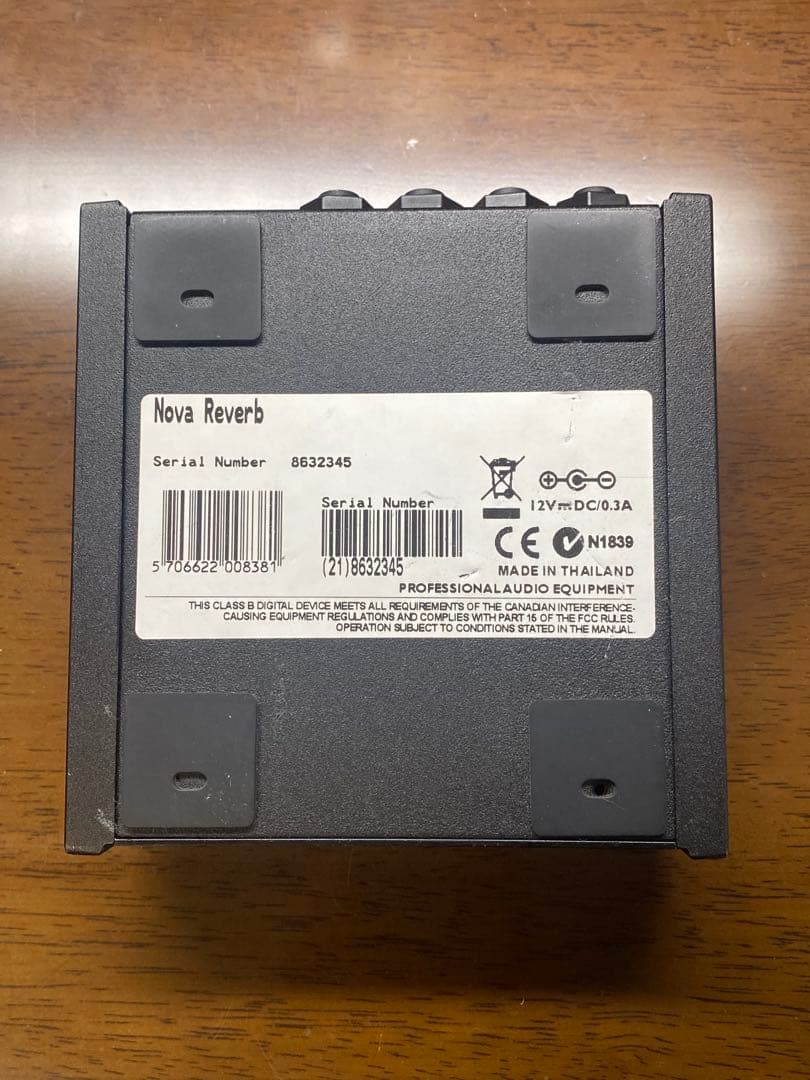 Nova Reverb
Serial Number 8632345
5 706622 008381
Serial Number
(21)8632345
12V⎓DC/0.3A
CE N1839
MADE IN THAILAND
PROFESSIONAL AUDIO EQUIPMENT
THIS CLASS B DIGITAL DEVICE MEETS ALL REQUIREMENTS OF THE CANADIAN INTERFERENCE-
CAUSING EQUIPMENT REGULATIONS AND COMPLIES WITH PART 15 OF THE FCC RULES.
OPERATION SUBJECT TO CONDITIONS STATED IN THE MANUAL.